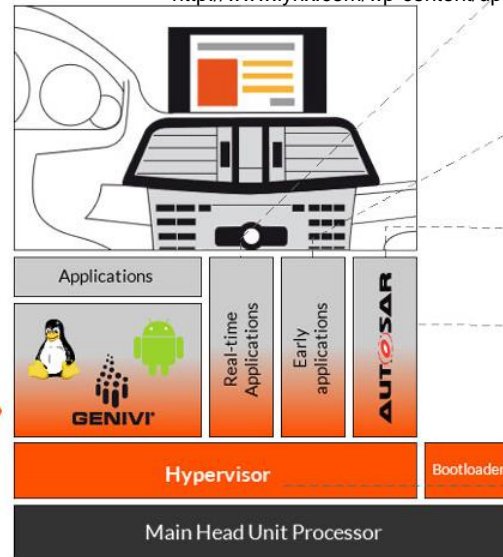 Applications
Real-time
Applications
Early
applications
AUTOSAR
GENIVI
Hypervisor
Bootloader
Main Head Unit Processor